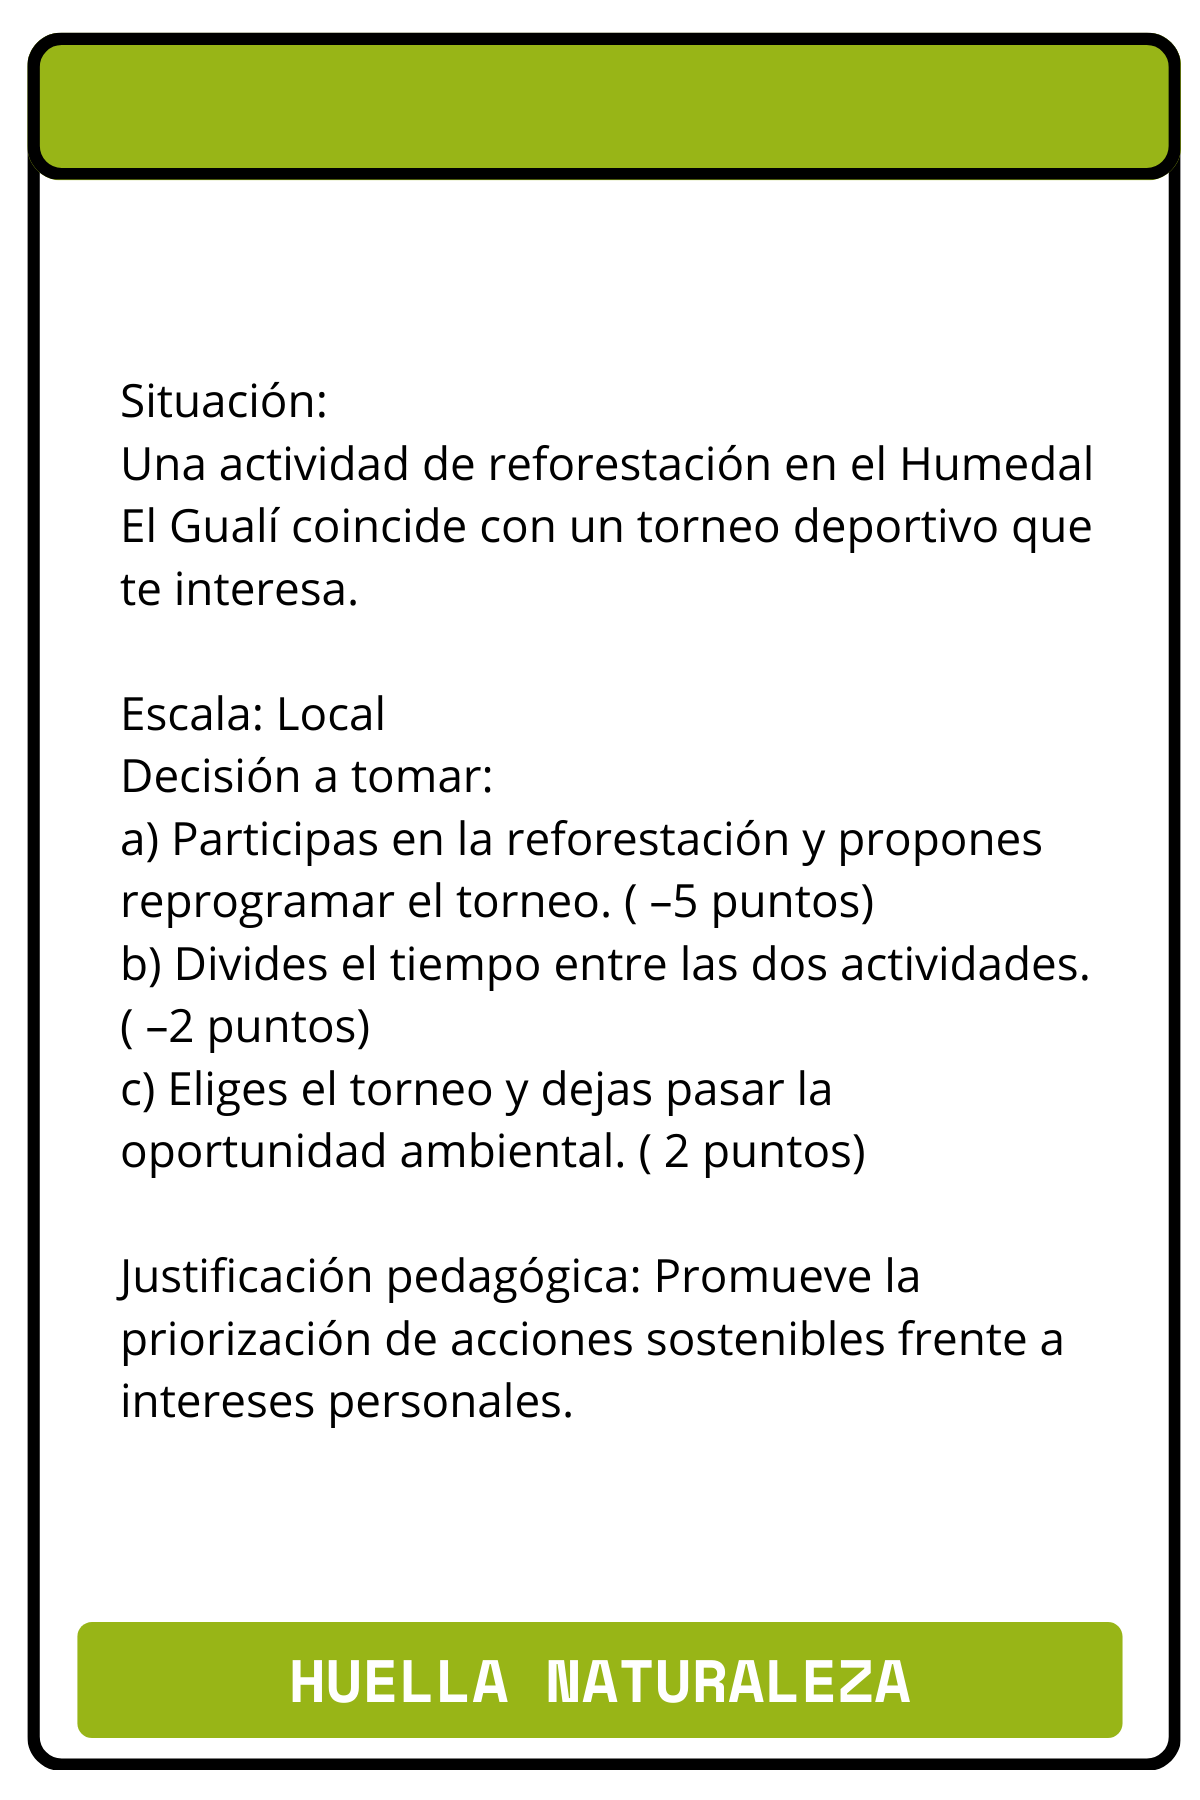 Situación:
Una actividad de reforestación en el Humedal
El Gualí coincide con un torneo deportivo que
te interesa.
Escala: Local
Decisión a tomar:
a) Participas en la reforestación y propones
reprogramar el torneo. ( –5 puntos)
b) Divides el tiempo entre las dos actividades.
( –2 puntos)
c) Eliges el torneo y dejas pasar la
oportunidad ambiental. ( 2 puntos)
Justificación pedagógica: Promueve la
priorización de acciones sostenibles frente a
intereses personales.
HUELLA NATURALEZA